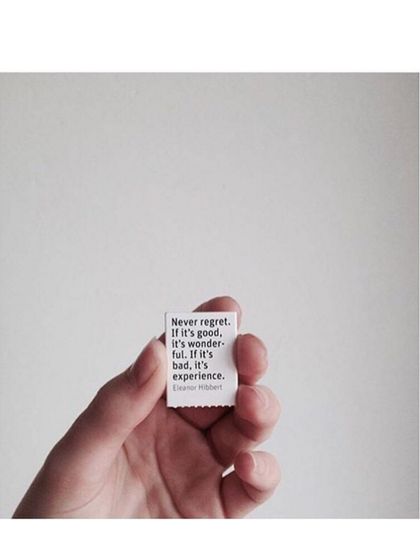 Never regret.
If it's good,
it's wonder-
ful. If it's
bad, it's
experience.
Eleanor Hibbert